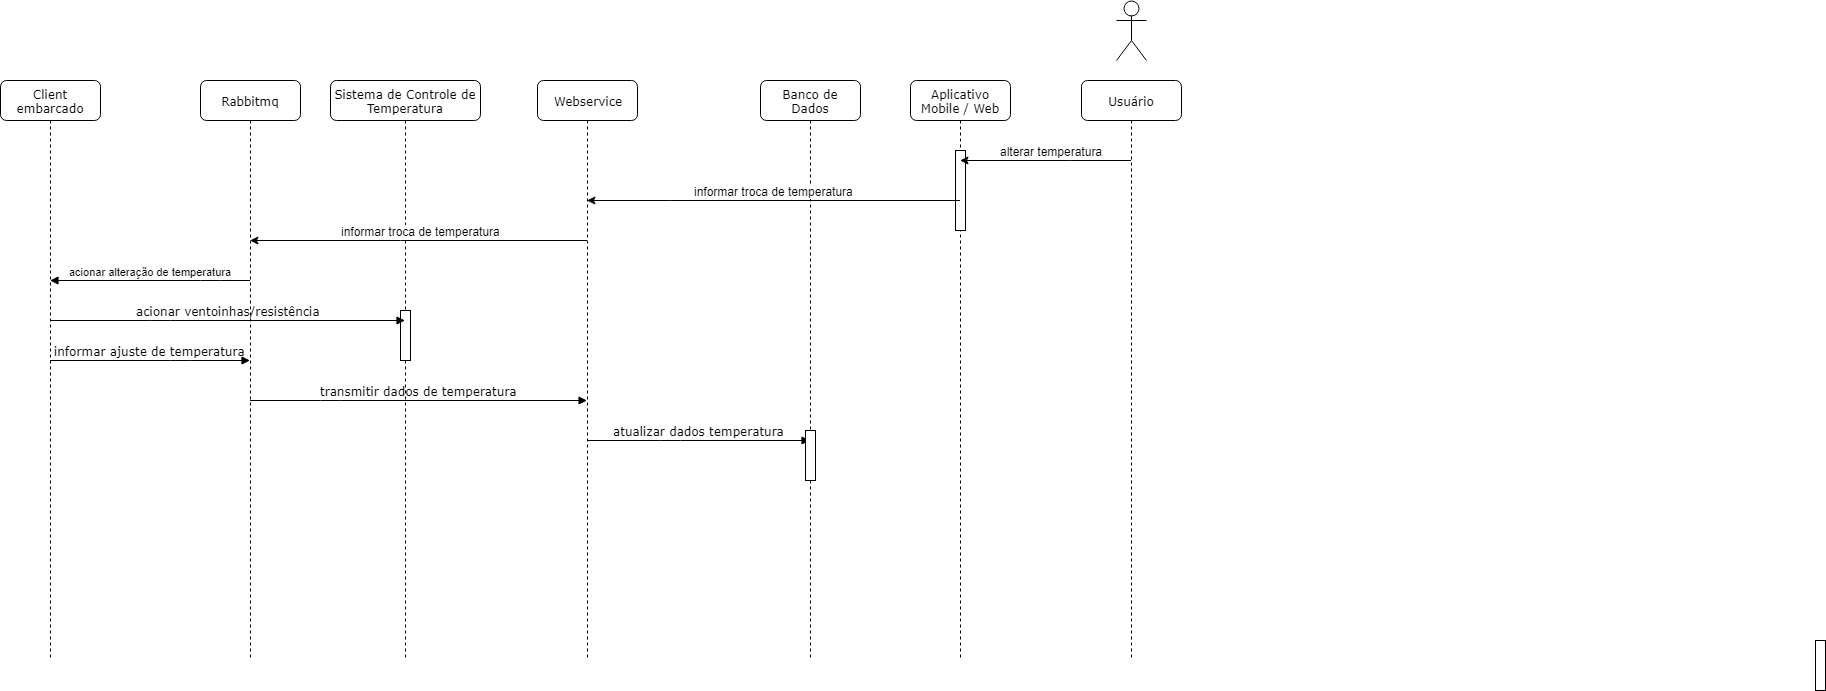 Client
embarcado
Rabbitmq
Sistema de Controle de
Temperatura
Webservice
Banco de
Dados
Aplicativo
Mobile / Web
Usuário
alterar temperatura
informar troca de temperatura
informar troca de temperatura
acionar alteração de temperatura
acionar ventoinhas/resistência
informar ajuste de temperatura
transmitir dados de temperatura
atualizar dados temperatura